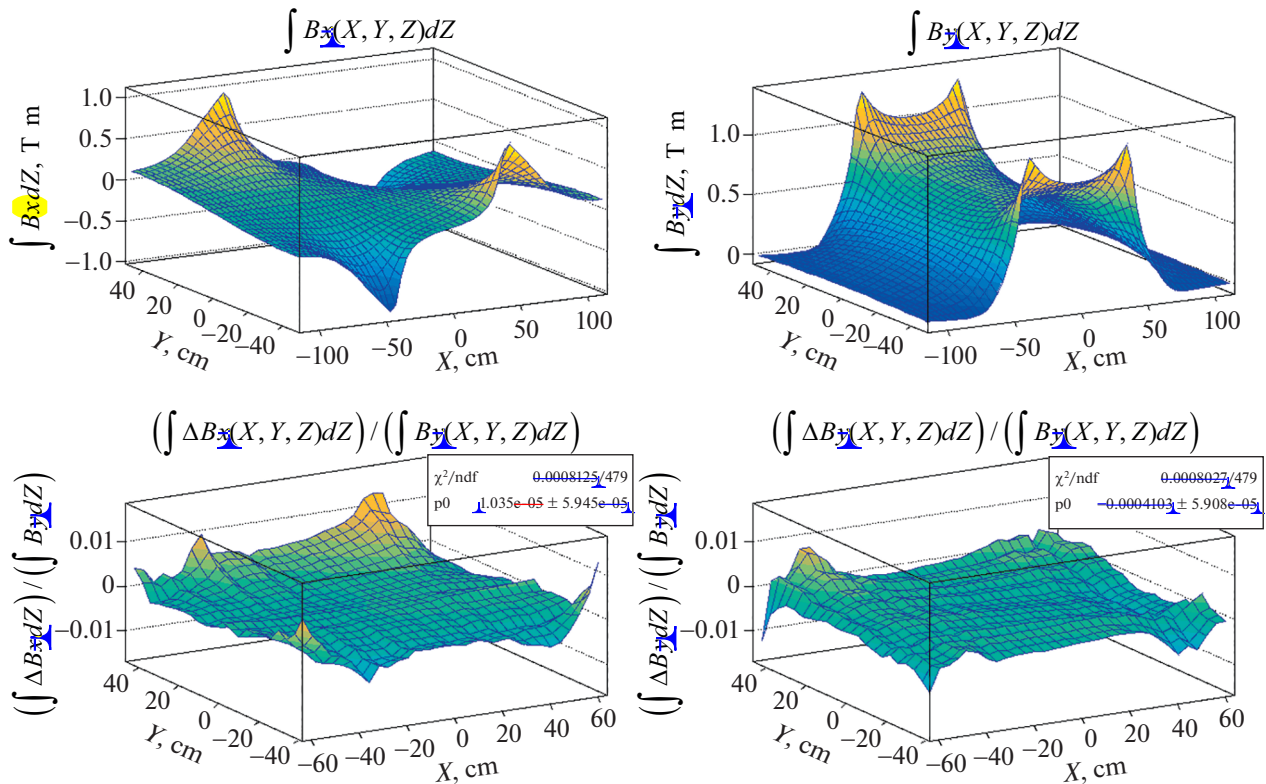 ∫ Bx(X, Y, Z)dZ
∫ BxdZ, T m
1.0
0.5
0
−0.5
−1.0
40
20
0
−20
−40
Y, cm
−100
−50
0
50
100
X, cm
∫ By(X, Y, Z)dZ
∫ BydZ, T m
1.0
0.5
0
40
20
0
−20
−40
Y, cm
−100
−50
0
50
100
X, cm
(∫ ΔBx(X, Y, Z)dZ) / (∫ By(X, Y, Z)dZ)
χ²/ndf 0.0008125/479
p0 1.035e−05 ± 5.945e−05
(∫ ΔBxdZ) / (∫ BydZ)
0.01
0
−0.01
40
20
0
−20
−40
Y, cm
−60
−40
−20
0
20
40
60
X, cm
(∫ ΔBy(X, Y, Z)dZ) / (∫ By(X, Y, Z)dZ)
χ²/ndf 0.0008027/479
p0 −0.0004103 ± 5.908e−05
(∫ ΔBydZ) / (∫ BydZ)
0.01
0
−0.01
40
20
0
−20
−40
Y, cm
−60
−40
−20
0
20
40
60
X, cm